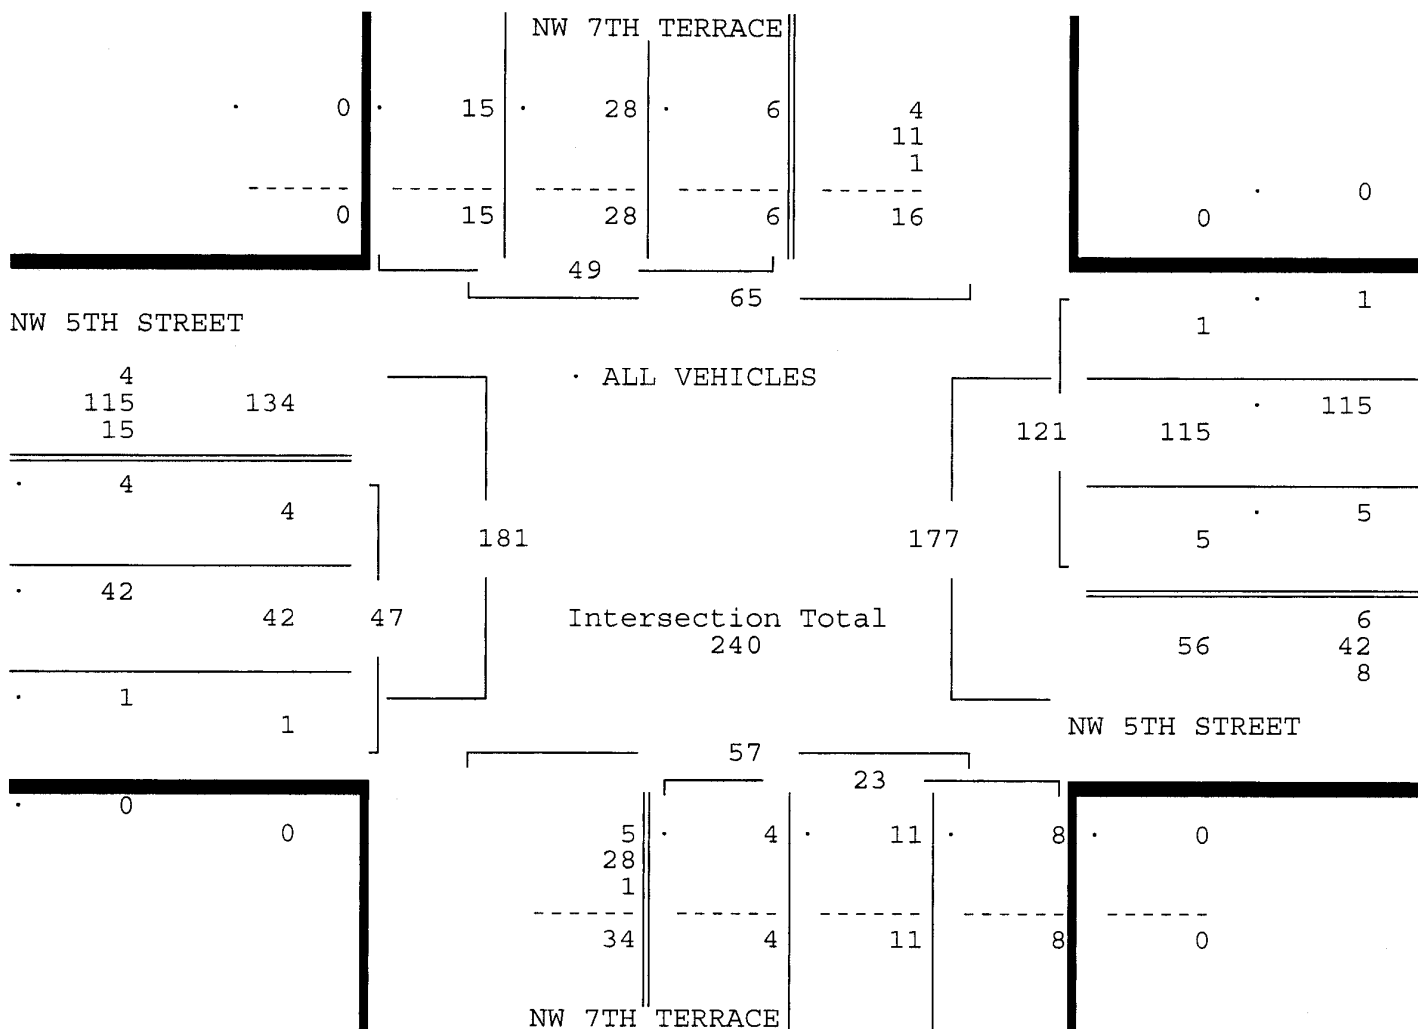 NW 7TH TERRACE
· 0 · 15 · 28 · 6 4
11
1
------ ------ ------ ------ ------
· 0
0 15 28 6 16 0
49
65
NW 5TH STREET
· 1
1
4 · ALL VEHICLES
115 134 · 115
15 121 115
· 4
4 · 5
181 177 5
· 42
42 47 Intersection Total 6
240 56 42
8
· 1
1 NW 5TH STREET
57
23
· 0
0 5 · 4 · 11 · 8 · 0
28
1
------ ------ ------ ------ ------
34 4 11 8 0
NW 7TH TERRACE